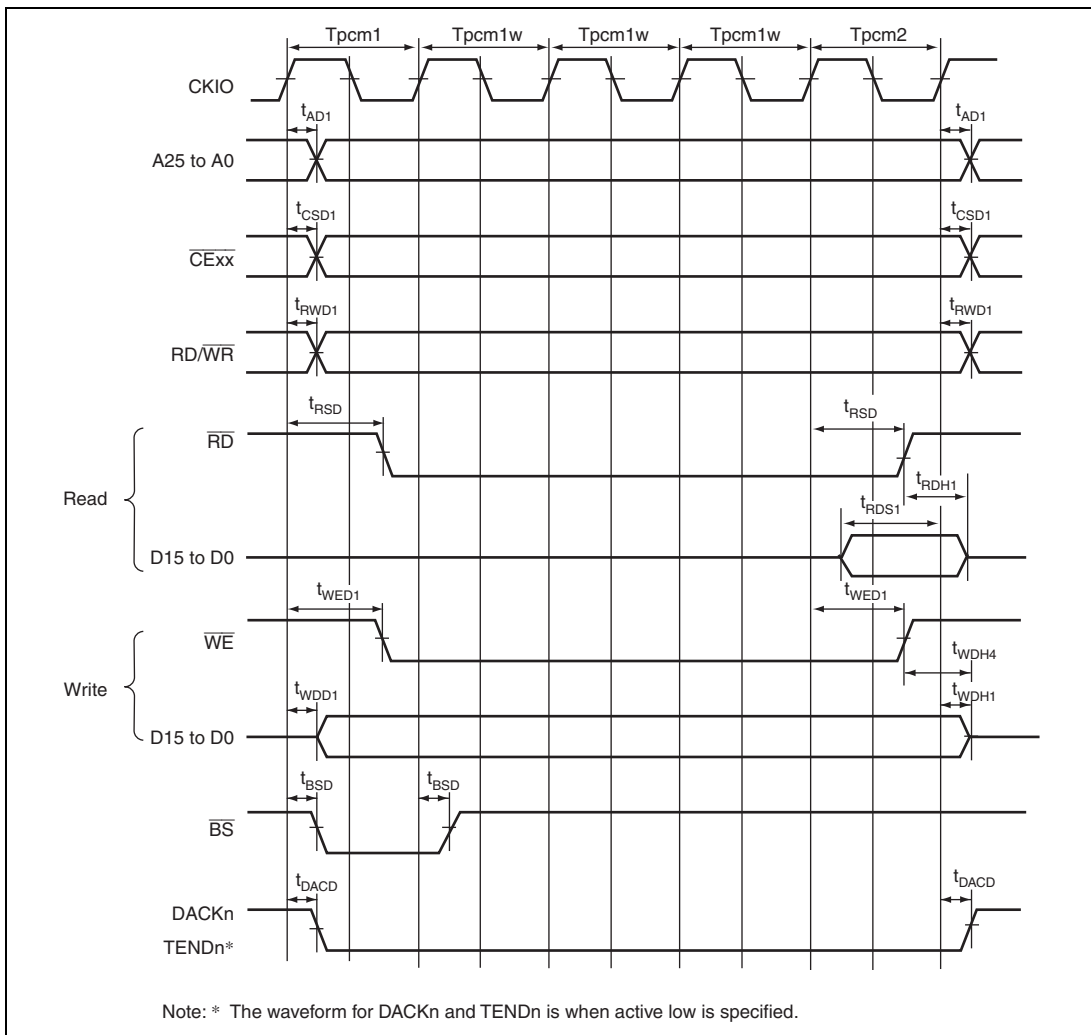 Tpcm1 Tpcm1w Tpcm1w Tpcm1w Tpcm2
CKIO
tAD1 tAD1
A25 to A0
tCSD1 tCSD1
CExx
tRWD1 tRWD1
RD/WR
tRSD tRSD
RD
tRDH1
Read
tRDS1
D15 to D0
tWED1 tWED1
WE
tWDH4
Write
tWDD1 tWDH1
D15 to D0
tBSD tBSD
BS
tDACD tDACD
DACKn
TENDn*
Note: * The waveform for DACKn and TENDn is when active low is specified.